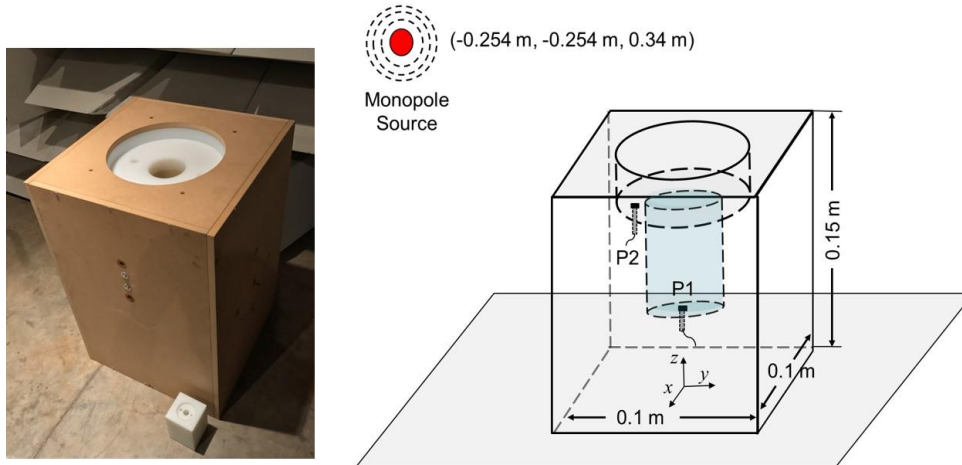 (-0.254 m, -0.254 m, 0.34 m)
Monopole
Source
P2
P1
0.15 m
z
y
x
0.1 m
0.1 m